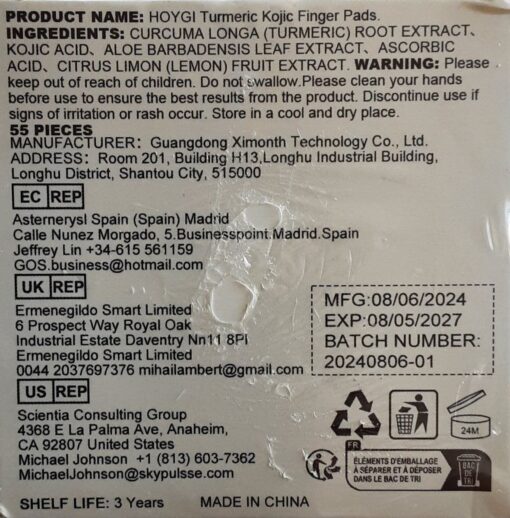 PRODUCT NAME: HOYGI Turmeric Kojic Finger Pads.
INGREDIENTS: CURCUMA LONGA (TURMERIC) ROOT EXTRACT、
KOJIC ACID、ALOE BARBADENSIS LEAF EXTRACT、ASCORBIC
ACID、CITRUS LIMON (LEMON) FRUIT EXTRACT. WARNING: Please
keep out of reach of children. Do not swallow.Please clean your hands
before use to ensure the best results from the product. Discontinue use if
signs of irritation or rash occur. Store in a cool and dry place.
55 PIECES
MANUFACTURER：Guangdong Ximonth Technology Co., Ltd.
ADDRESS：Room 201, Building H13,Longhu Industrial Building,
Longhu District, Shantou City, 515000
EC REP
Asternerysl Spain (Spain) Madrid
Calle Nunez Morgado, 5.Businesspoint.Madrid.Spain
Jeffrey Lin +34-615 561159
GOS.business@hotmail.com
UK REP
Ermenegildo Smart Limited
6 Prospect Way Royal Oak
Industrial Estate Daventry Nn11 8Pl
Ermenegildo Smart Limited
0044 2037697376 mihailambert@gmail.com
MFG:08/06/2024
EXP:08/05/2027
BATCH NUMBER:
20240806-01
US REP
Scientia Consulting Group
4368 E La Palma Ave, Anaheim,
CA 92807 United States
Michael Johnson +1 (813) 603-7362
MichaelJohnson@skypulsse.com
24M
FR
ÉLÉMENTS D'EMBALLAGE
À SÉPARER ET À DÉPOSER
DANS LE BAC DE TRI
BAC
DE TRI
SHELF LIFE: 3 Years MADE IN CHINA